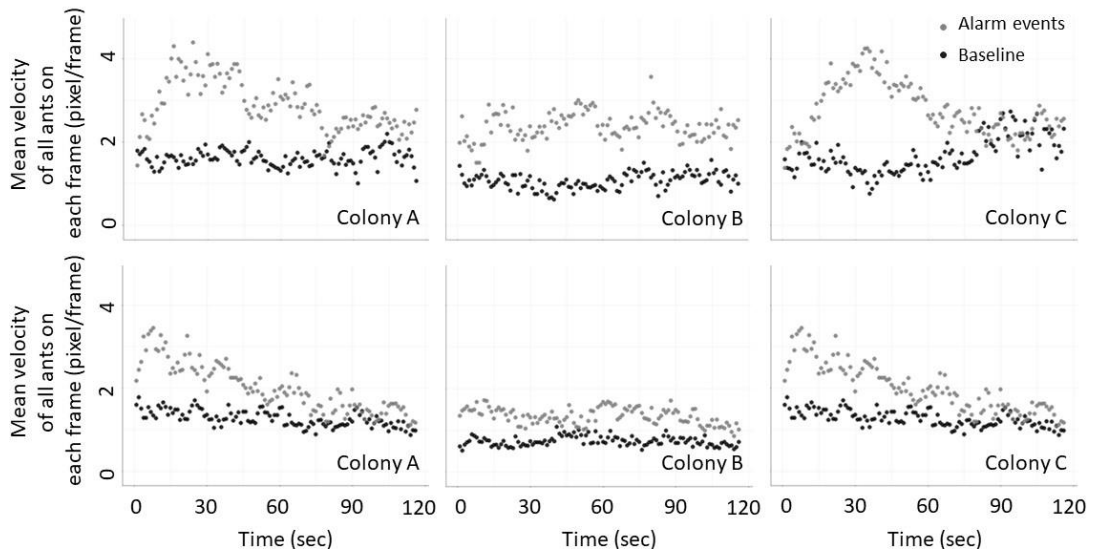 Alarm events
Baseline
Mean velocity
of all ants on
each frame (pixel/frame)
4
2
0
Colony A
Colony B
Colony C
Mean velocity
of all ants on
each frame (pixel/frame)
4
2
0
Colony A
Colony B
Colony C
0 30 60 90 120
0 30 60 90 120
0 30 60 90 120
Time (sec)
Time (sec)
Time (sec)